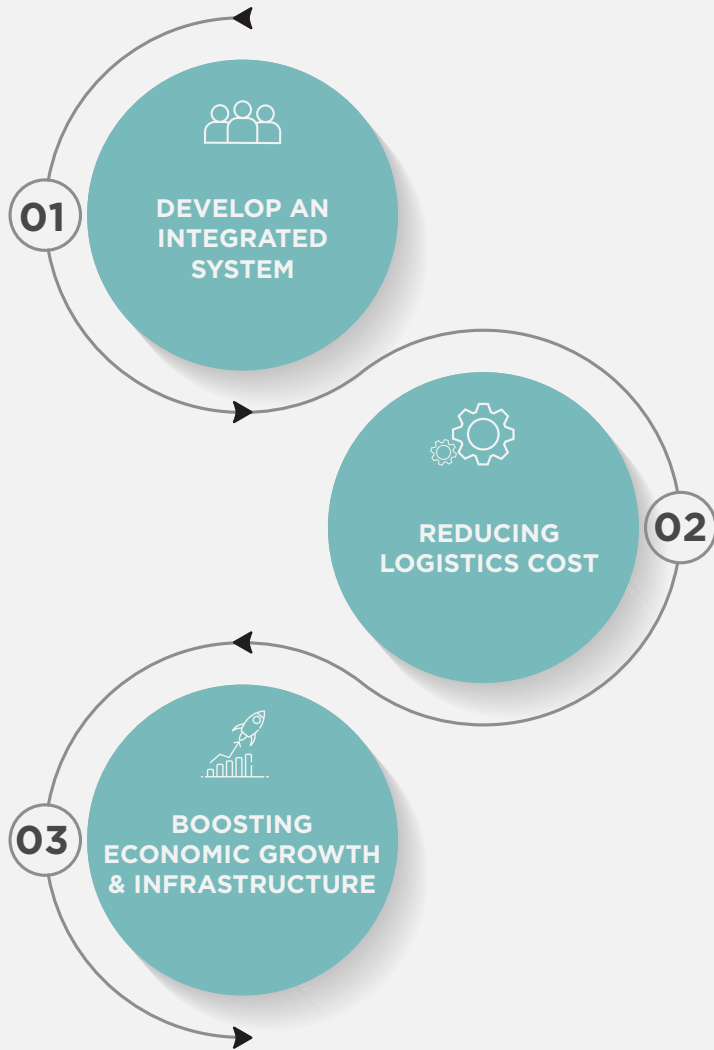 01
DEVELOP AN
INTEGRATED
SYSTEM
02
REDUCING
LOGISTICS COST
03
BOOSTING
ECONOMIC GROWTH
& INFRASTRUCTURE